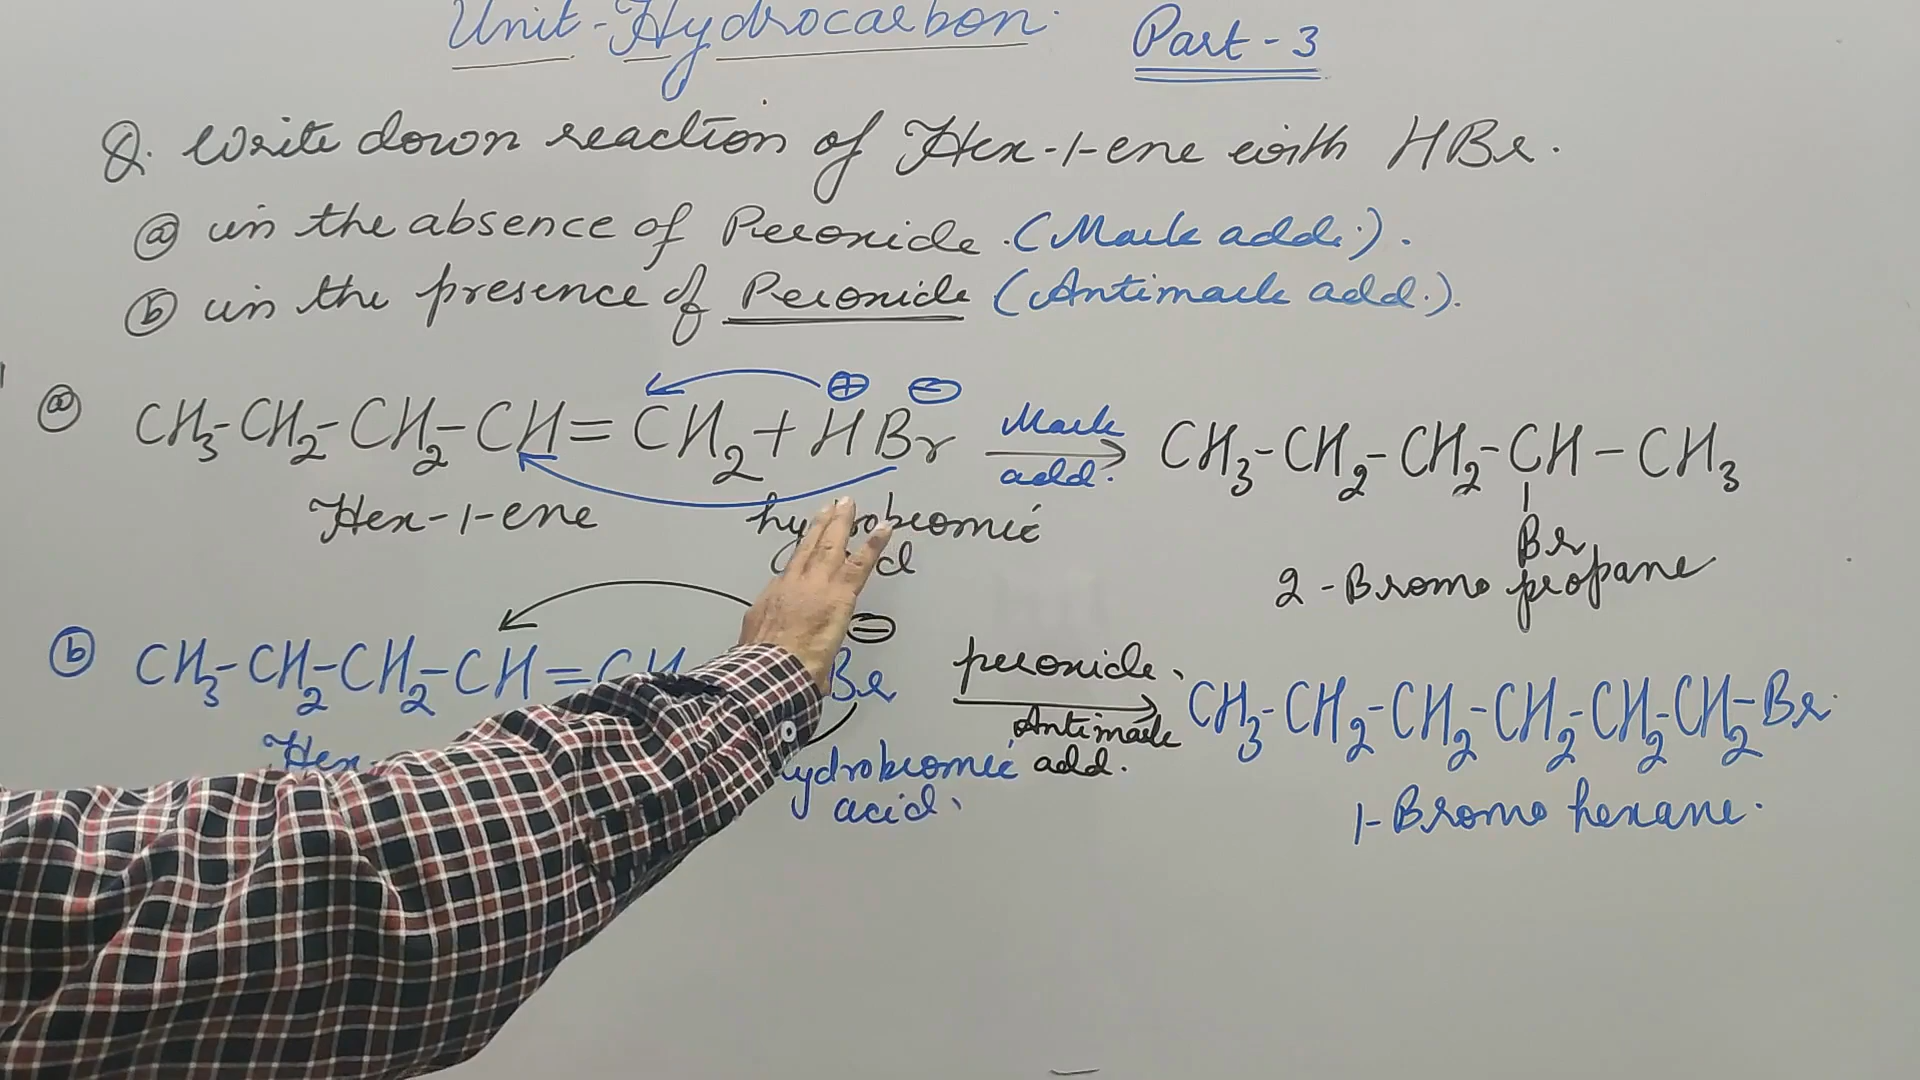 Unit-Hydrocarbon. Part-3
Q. Write down reaction of Hex-1-ene with HBr.
(a) in the absence of Peroxide. (Mark add.).
(b) in the presence of Peroxide (Antimark add.).
(a) CH3-CH2-CH2-CH=CH2+HBr Mark add. CH3-CH2-CH2-CH-CH3
⊕ ⊖
Br
Hex-1-ene hydrobromic
2-Bromo propane
(b) CH3-CH2-CH2-CH=CH Br peroxide. CH3-CH2-CH2-CH2-CH2-CH2-Br.
⊖
Antimark
Hex- hydrobromic add.
acid.
1-Bromo hexane.